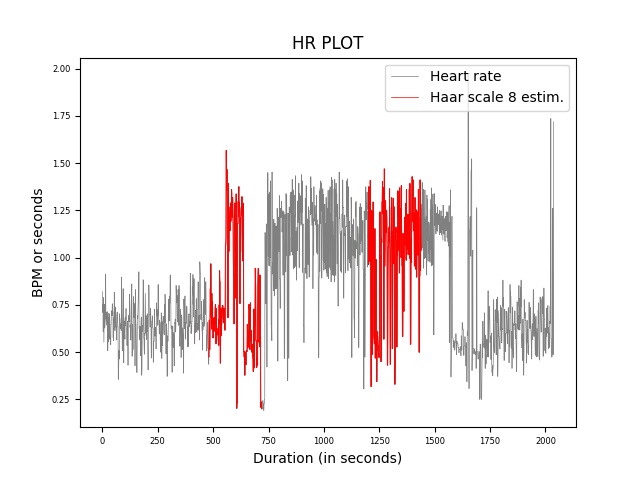 HR PLOT
Heart rate
Haar scale 8 estim.
BPM or seconds
2.00
1.75
1.50
1.25
1.00
0.75
0.50
0.25
0 250 500 750 1000 1250 1500 1750 2000
Duration (in seconds)